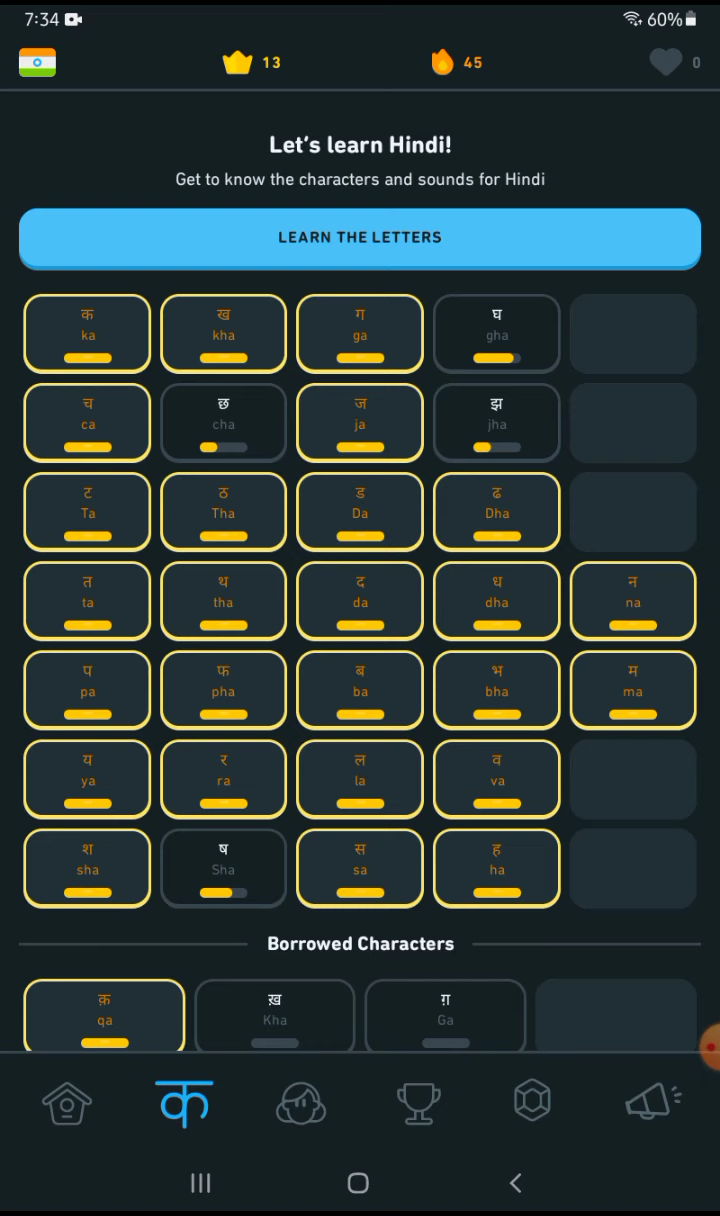 7:34 60%
13 45 0
Let's learn Hindi!
Get to know the characters and sounds for Hindi
LEARN THE LETTERS
क ख ग घ
ka kha ga gha
च छ ज झ
ca cha ja jha
ट ठ ड ढ
Ta Tha Da Dha
त थ द ध न
ta tha da dha na
प फ ब भ म
pa pha ba bha ma
य र ल व
ya ra la va
श ष स ह
sha Sha sa ha
Borrowed Characters
क़ ख़ ग़
qa Kha Ga
क